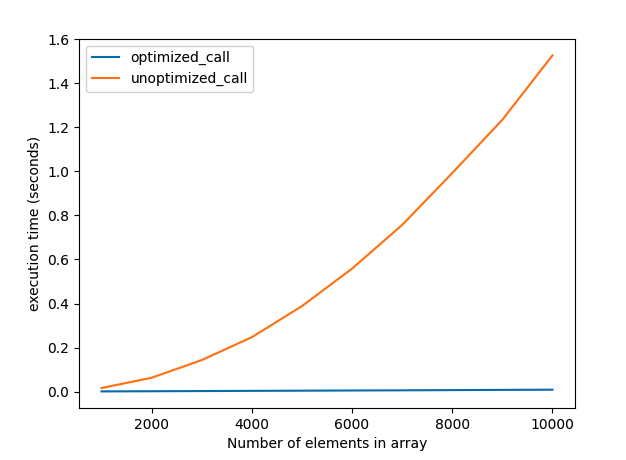 optimized_call
unoptimized_call
execution time (seconds)
1.6
1.4
1.2
1.0
0.8
0.6
0.4
0.2
0.0
2000 4000 6000 8000 10000
Number of elements in array